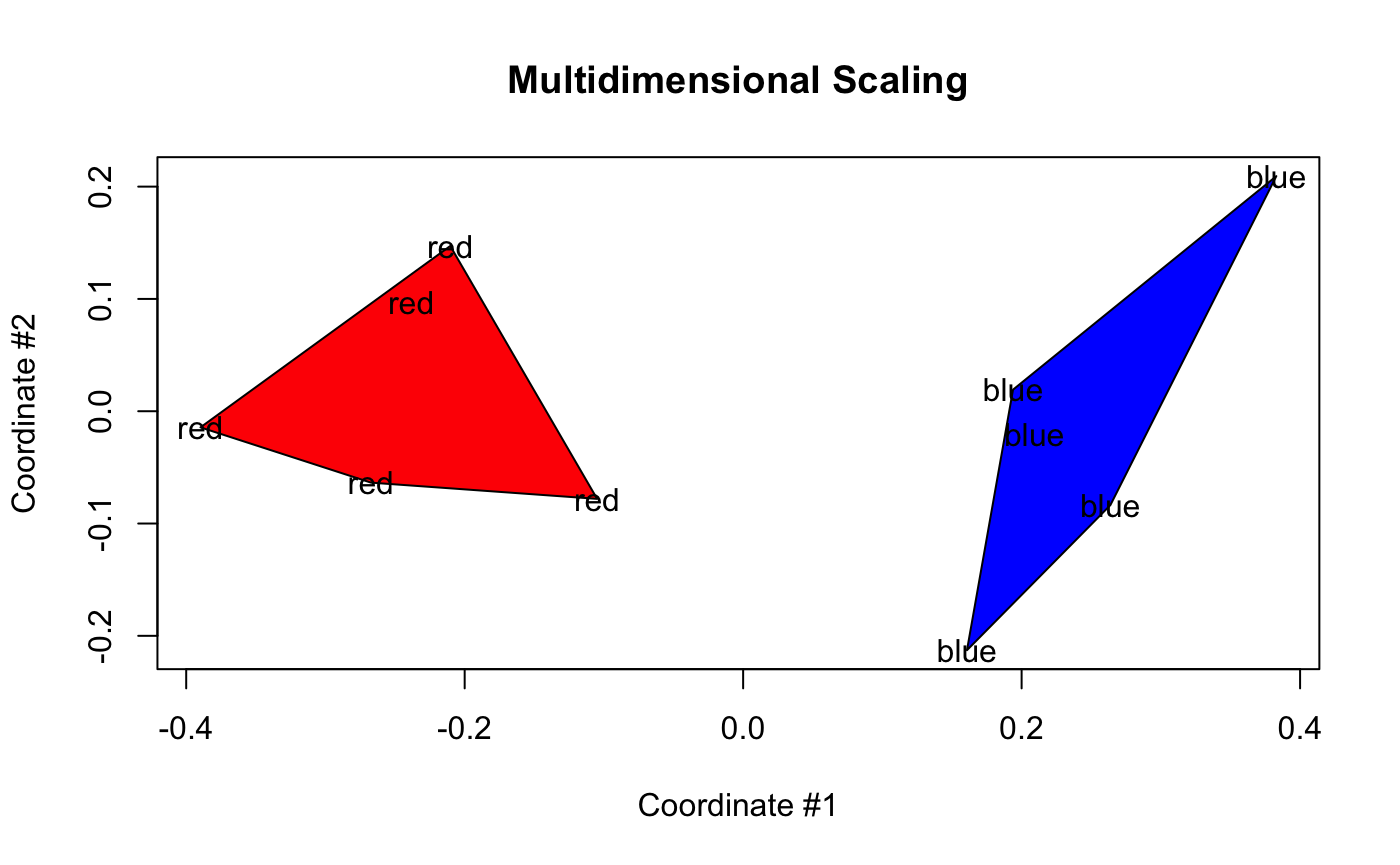 Multidimensional Scaling
Coordinate #2
0.2
0.1
0.0
-0.1
-0.2
blue
red
red
blue
red
blue
red
red
blue
blue
-0.4 -0.2 0.0 0.2 0.4
Coordinate #1